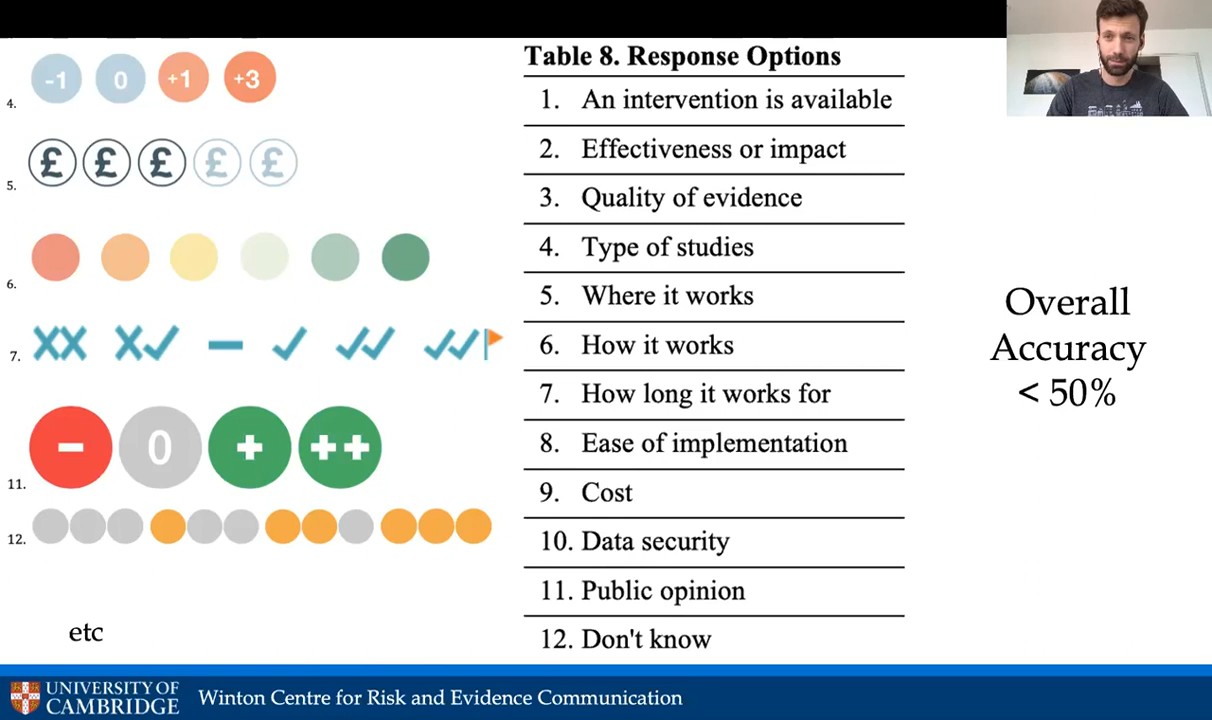 -1 0 +1 +3
4.
£ £ £ £ £
5.
6.
7.
- 0 + ++
11.
12.
etc
Table 8. Response Options
1. An intervention is available
2. Effectiveness or impact
3. Quality of evidence
4. Type of studies
5. Where it works
6. How it works
7. How long it works for
8. Ease of implementation
9. Cost
10. Data security
11. Public opinion
12. Don't know
Overall
Accuracy
< 50%
UNIVERSITY OF
CAMBRIDGE
Winton Centre for Risk and Evidence Communication